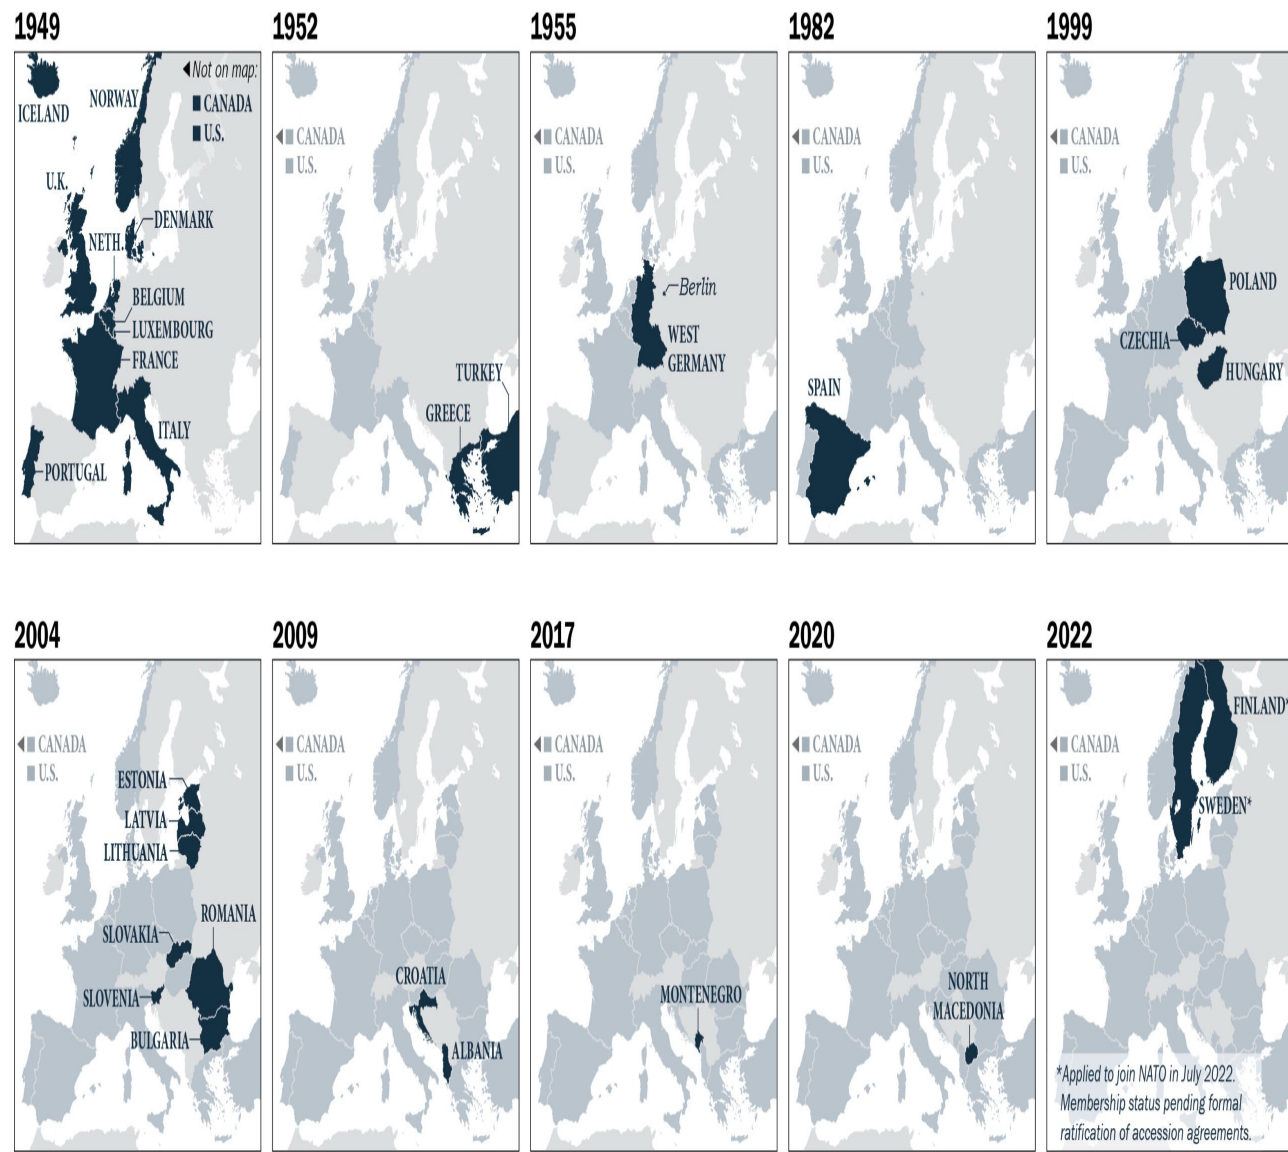 1949
◀Not on map:
CANADA
U.S.
ICELAND
NORWAY
U.K.
DENMARK
NETH.
BELGIUM
LUXEMBOURG
FRANCE
ITALY
PORTUGAL
1952
CANADA
U.S.
TURKEY
GREECE
1955
CANADA
U.S.
Berlin
WEST
GERMANY
1982
CANADA
U.S.
SPAIN
1999
CANADA
U.S.
POLAND
CZECHIA
HUNGARY
2004
CANADA
U.S.
ESTONIA
LATVIA
LITHUANIA
ROMANIA
SLOVAKIA
SLOVENIA
BULGARIA
2009
CANADA
U.S.
CROATIA
ALBANIA
2017
CANADA
U.S.
MONTENEGRO
2020
CANADA
U.S.
NORTH
MACEDONIA
2022
CANADA
U.S.
FINLAND*
SWEDEN*
*Applied to join NATO in July 2022.
Membership status pending formal
ratification of accession agreements.